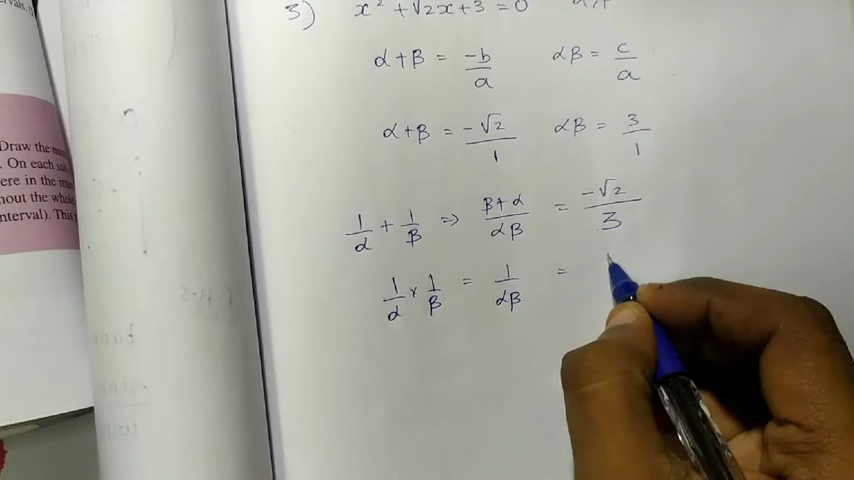 3) x² + √2x + 3 = 0
α + β = -b/a αβ = c/a
α + β = -√2/1 αβ = 3/1
1/α + 1/β ⇒ β + α/αβ = -√2/3
1/α × 1/β = 1/αβ =
Draw the
. On each
ere in the
hout the whole
interval). This